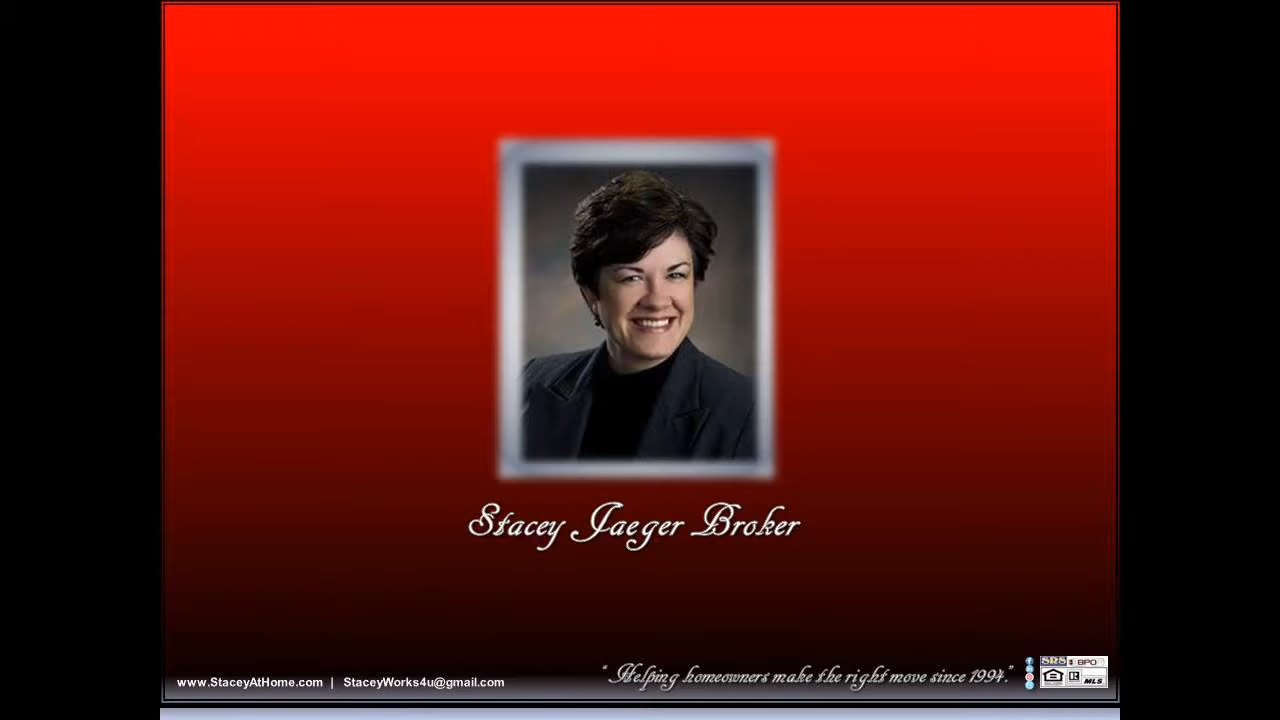 Stacey Jaeger Broker
"Helping homeowners make the right move since 1994."
www.StaceyAtHome.com | StaceyWorks4u@gmail.com
SRS BPO
R MLS